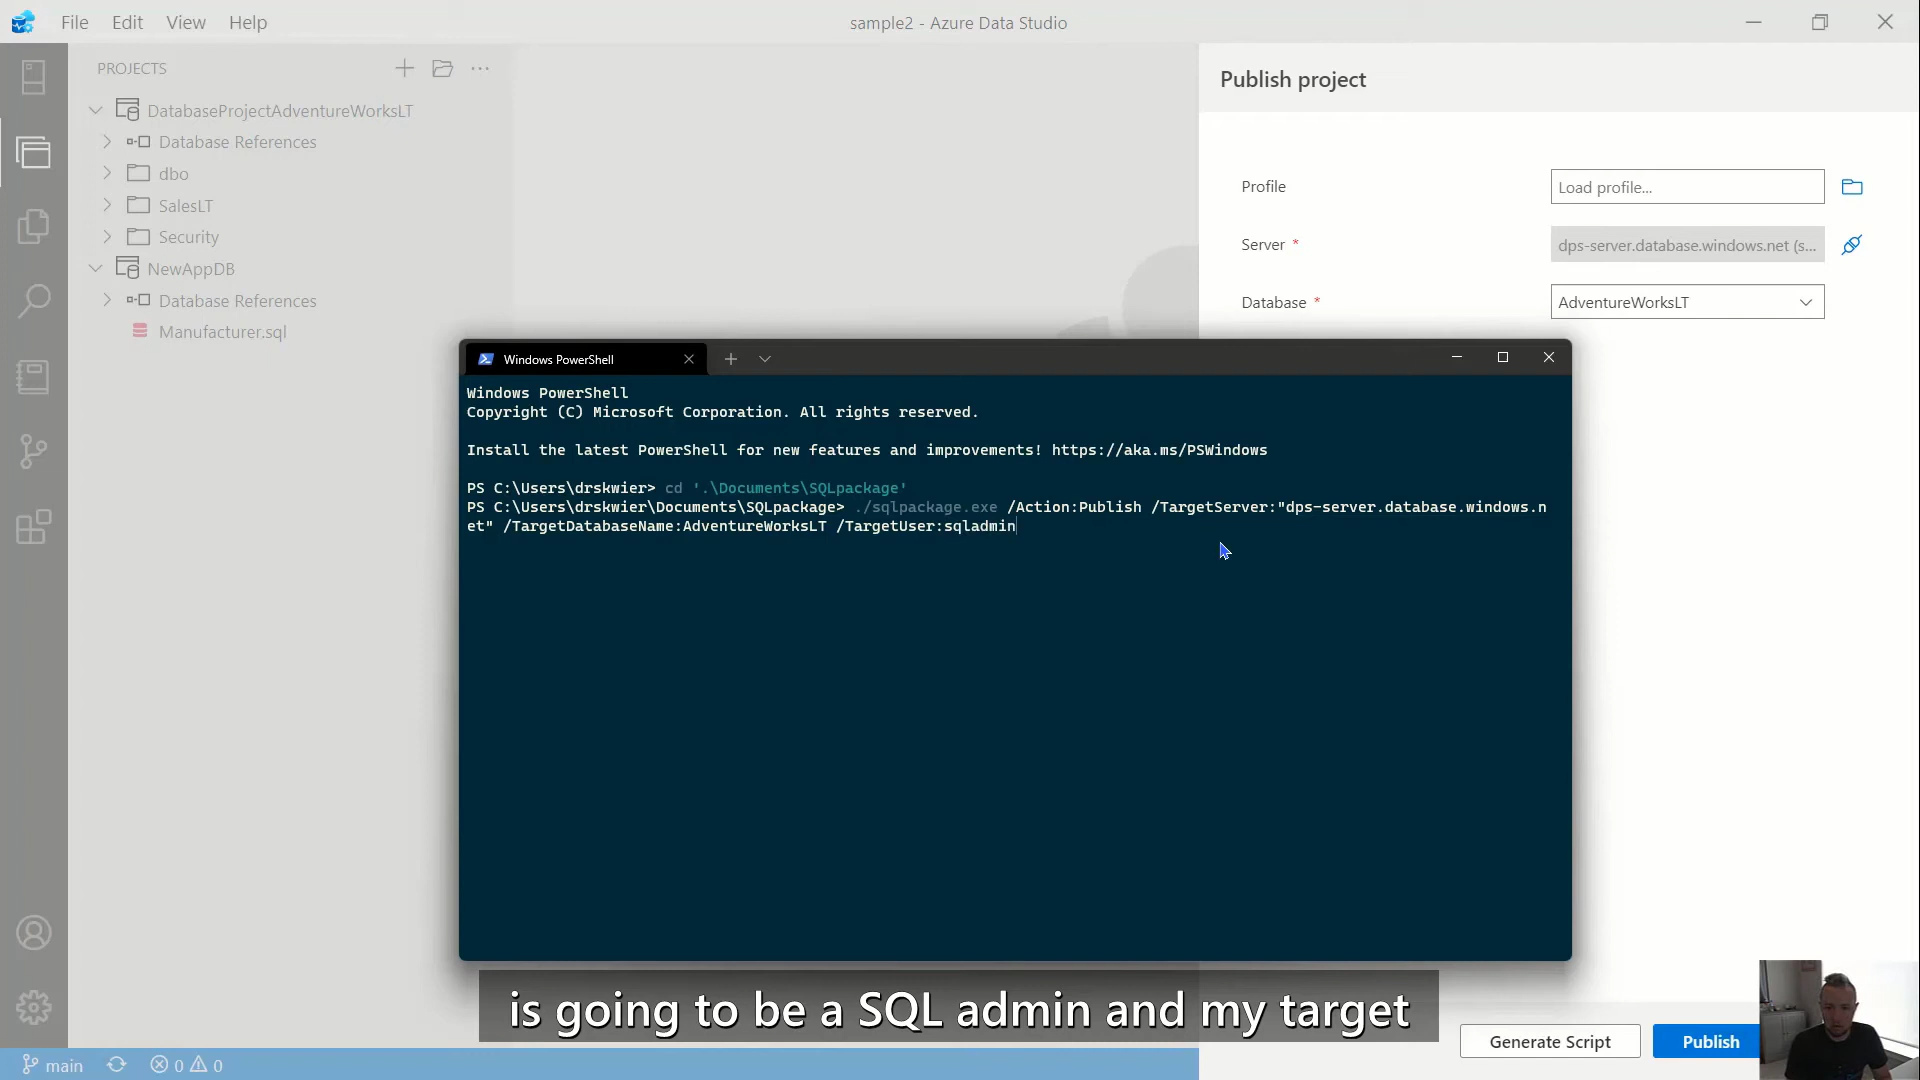 File Edit View Help
sample2 - Azure Data Studio
PROJECTS
DatabaseProjectAdventureWorksLT
Database References
dbo
SalesLT
Security
NewAppDB
Database References
Manufacturer.sql
Publish project
Profile
Load profile...
Server *
dps-server.database.windows.net (s...
Database *
AdventureWorksLT
Windows PowerShell
Windows PowerShell
Copyright (C) Microsoft Corporation. All rights reserved.
Install the latest PowerShell for new features and improvements! https://aka.ms/PSWindows
PS C:\Users\drskwier> cd '.\Documents\SQLpackage'
PS C:\Users\drskwier\Documents\SQLpackage> ./sqlpackage.exe /Action:Publish /TargetServer:"dps-server.database.windows.n
et" /TargetDatabaseName:AdventureWorksLT /TargetUser:sqladmin
is going to be a SQL admin and my target
Generate Script
Publish
main 0 0